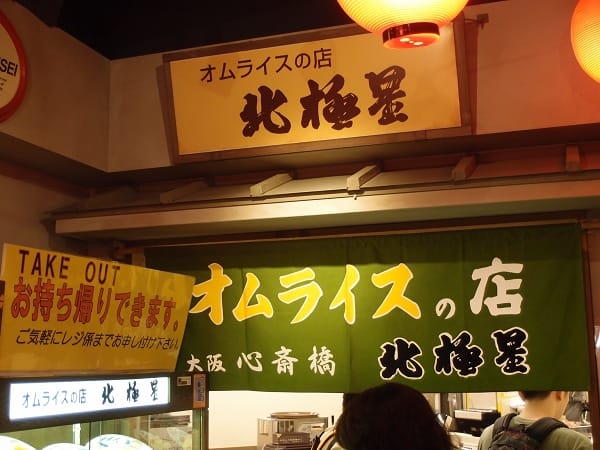 SEI
オムライスの店
北極星
TAKE OUT
お持ち帰りできます。
ご気軽にレジ係までお申し付け下さい。
オムライスの店
大阪 心斎橋 北極星
オムライスの店 北極星